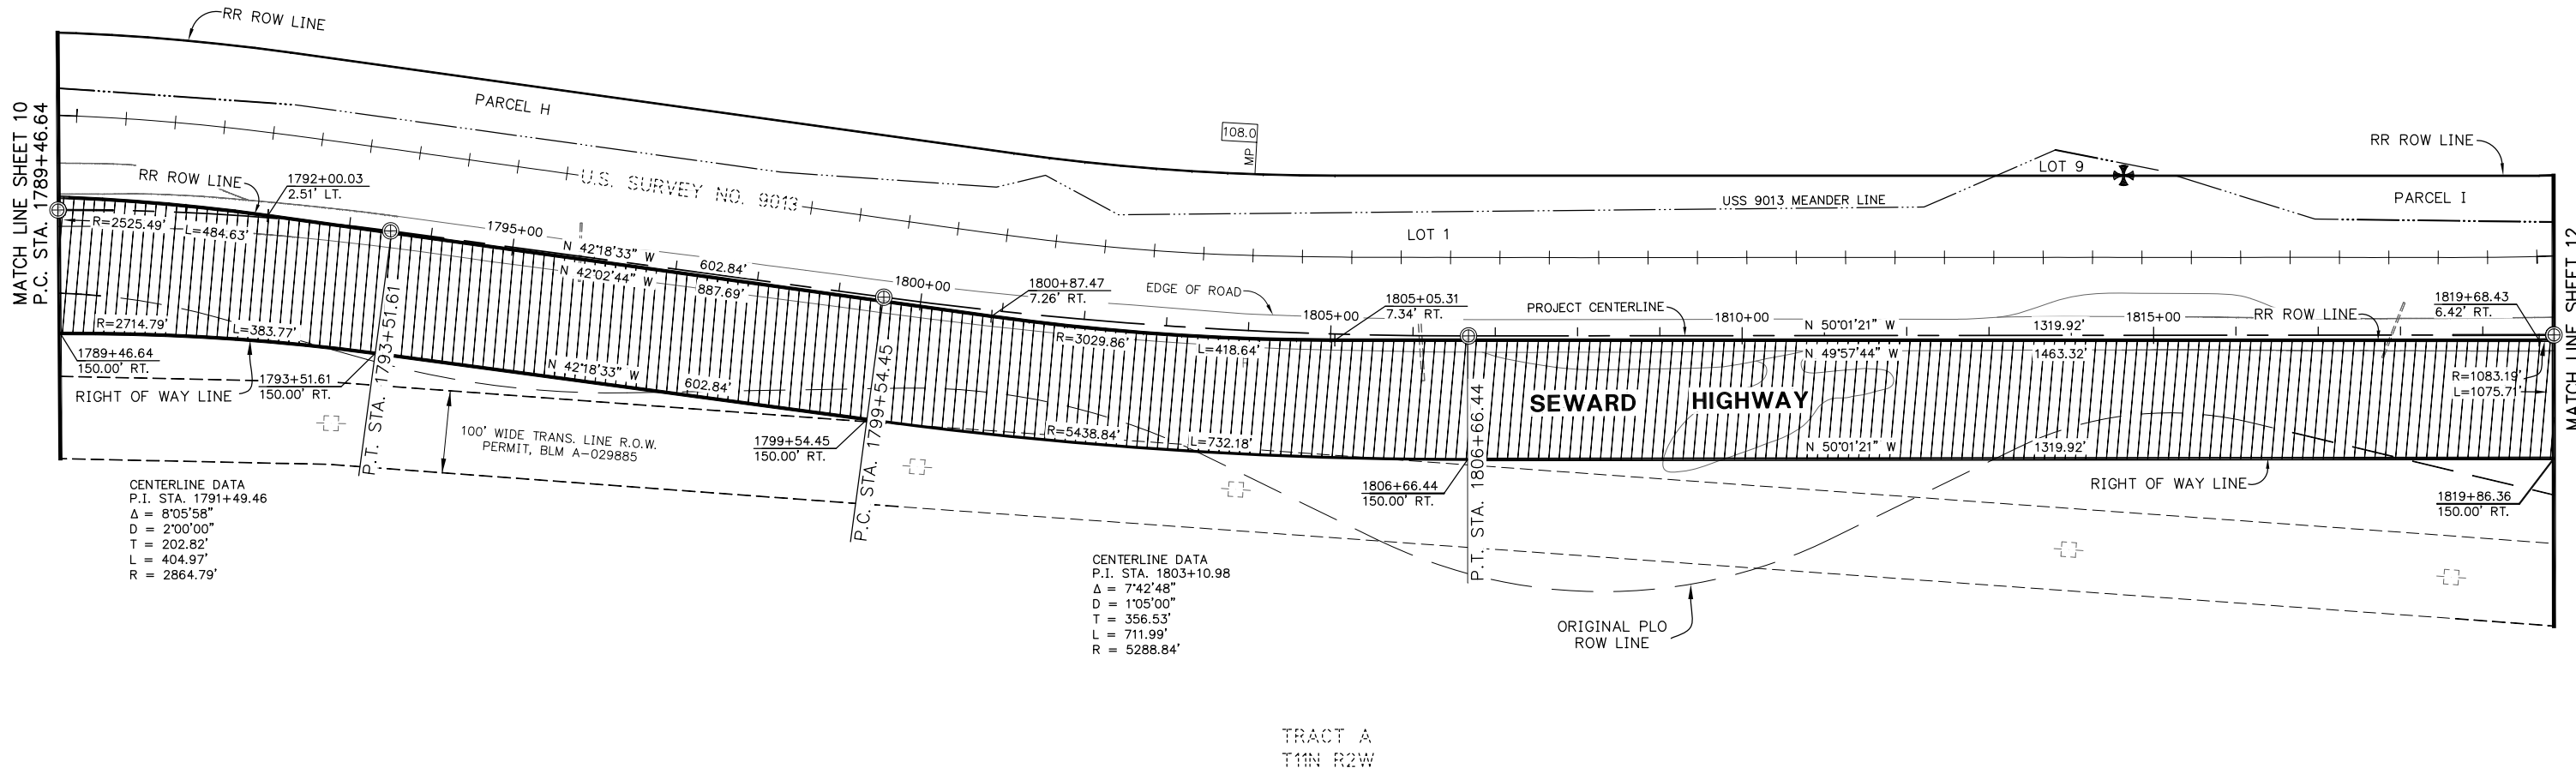 RR ROW LINE
PARCEL H
MATCH LINE SHEET 10
P.C. STA. 1789+46.64
RR ROW LINE
1792+00.03
2.51' LT.
U.S. SURVEY NO. 9013
108.0
MP
RR ROW LINE
LOT 9
USS 9013 MEANDER LINE
PARCEL I
LOT 1
MATCH LINE SHEET 12
R=2525.49'
L=484.63'
1795+00
N 42°18'33" W
602.84'
N 42°02'44" W
887.69'
1800+00
1800+87.47
7.26' RT.
EDGE OF ROAD
1805+00
1805+05.31
7.34' RT.
PROJECT CENTERLINE
1810+00
N 50°01'21" W
1319.92'
1815+00
RR ROW LINE
1819+68.43
6.42' RT.
N 49°57'44" W
1463.32'
R=1083.19'
L=1075.71'
R=2714.79'
L=383.77'
R=3029.86'
L=418.64'
1789+46.64
150.00' RT.
RIGHT OF WAY LINE
1793+51.61
150.00' RT.
P.T. STA. 1793+51.61
N 42°18'33" W
602.84'
P.C. STA. 1799+54.45
SEWARD HIGHWAY
P.T. STA. 1806+66.44
100' WIDE TRANS. LINE R.O.W.
PERMIT, BLM A-029885
1799+54.45
150.00' RT.
R=5438.84'
L=732.18'
N 50°01'21" W
1319.92'
1806+66.44
150.00' RT.
RIGHT OF WAY LINE
1819+86.36
150.00' RT.
CENTERLINE DATA
P.I. STA. 1791+49.46
Δ = 8°05'58"
D = 2°00'00"
T = 202.82'
L = 404.97'
R = 2864.79'
CENTERLINE DATA
P.I. STA. 1803+10.98
Δ = 7°42'48"
D = 1°05'00"
T = 356.53'
L = 711.99'
R = 5288.84'
ORIGINAL PLO
ROW LINE
TRACT A
T11N R2W